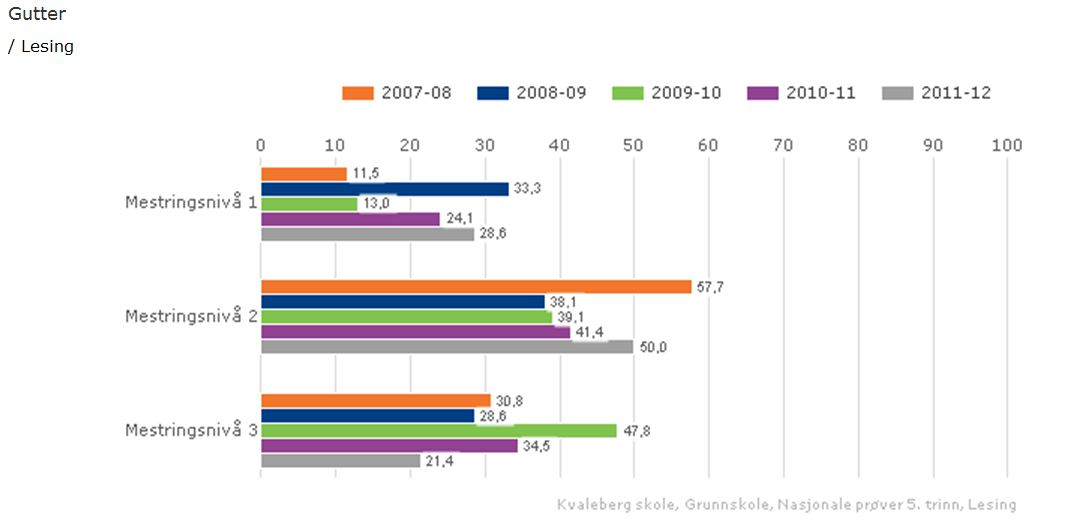 Gutter
/ Lesing
2007-08 2008-09 2009-10 2010-11 2011-12
0 10 20 30 40 50 60 70 80 90 100
11,5
Mestringsnivå 1 33,3
13,0
24,1
28,6
57,7
38,1
Mestringsnivå 2 39,1
41,4
50,0
30,8
28,6
Mestringsnivå 3 47,8
34,5
21,4
Kvaleberg skole, Grunnskole, Nasjonale prøver 5. trinn, Lesing